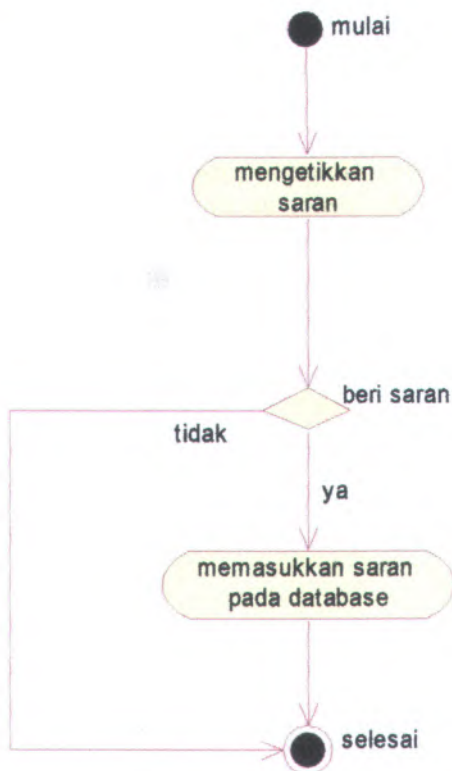 mulai
mengetikkan
saran
beri saran
tidak
ya
memasukkan saran
pada database
selesai